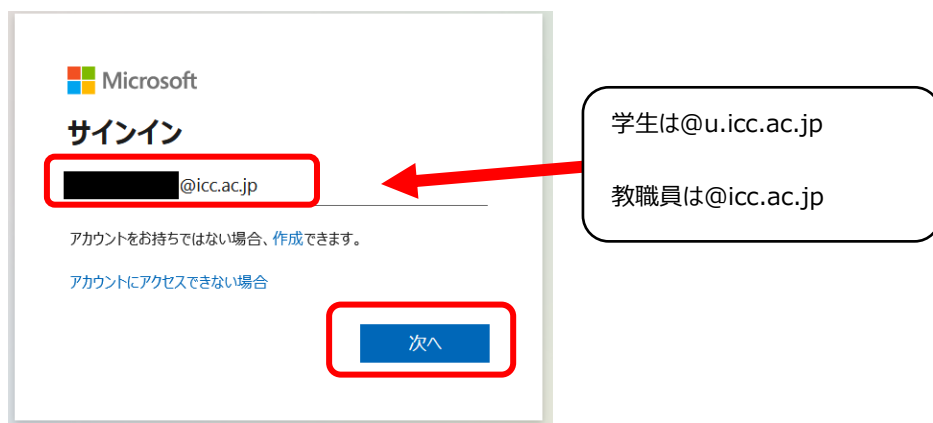 Microsoft
サインイン
@icc.ac.jp
アカウントをお持ちではない場合、作成できます。
アカウントにアクセスできない場合
次へ
学生は@u.icc.ac.jp
教職員は@icc.ac.jp